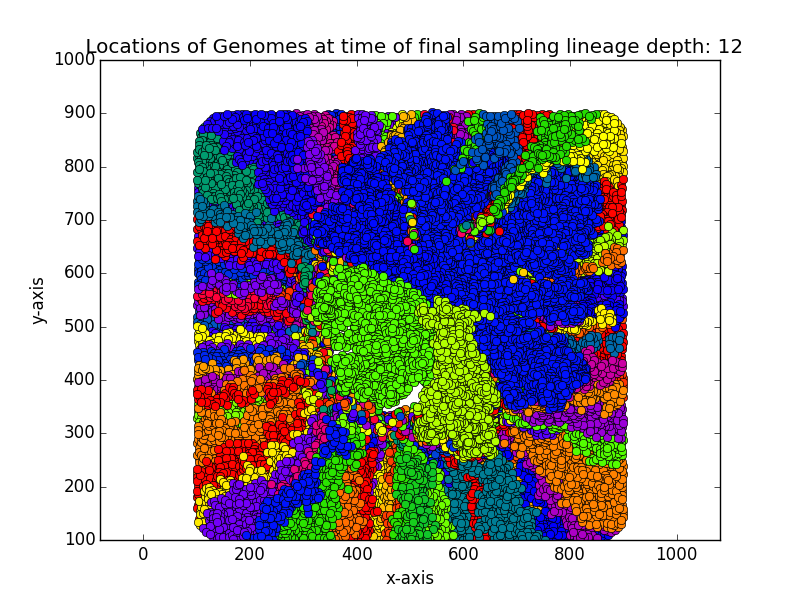 Locations of Genomes at time of final sampling lineage depth: 12
1000
900
800
700
600
500
400
300
200
100
y-axis
0 200 400 600 800 1000
x-axis